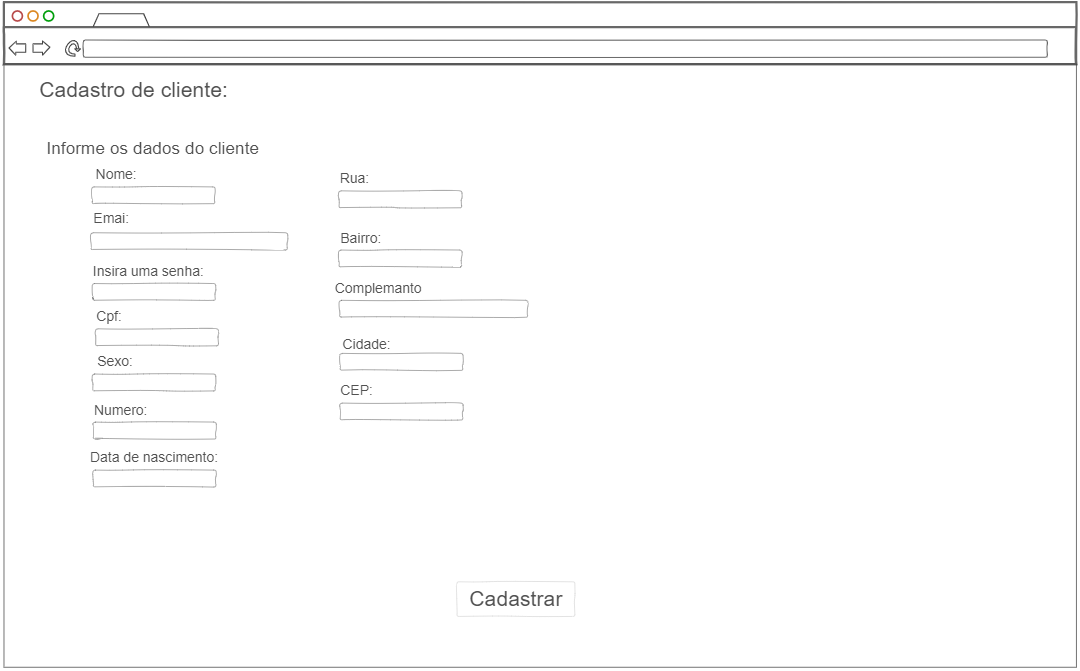 Cadastro de cliente:
Informe os dados do cliente
Nome:
Emai:
Insira uma senha:
Cpf:
Sexo:
Numero:
Data de nascimento:
Rua:
Bairro:
Complemanto
Cidade:
CEP:
Cadastrar